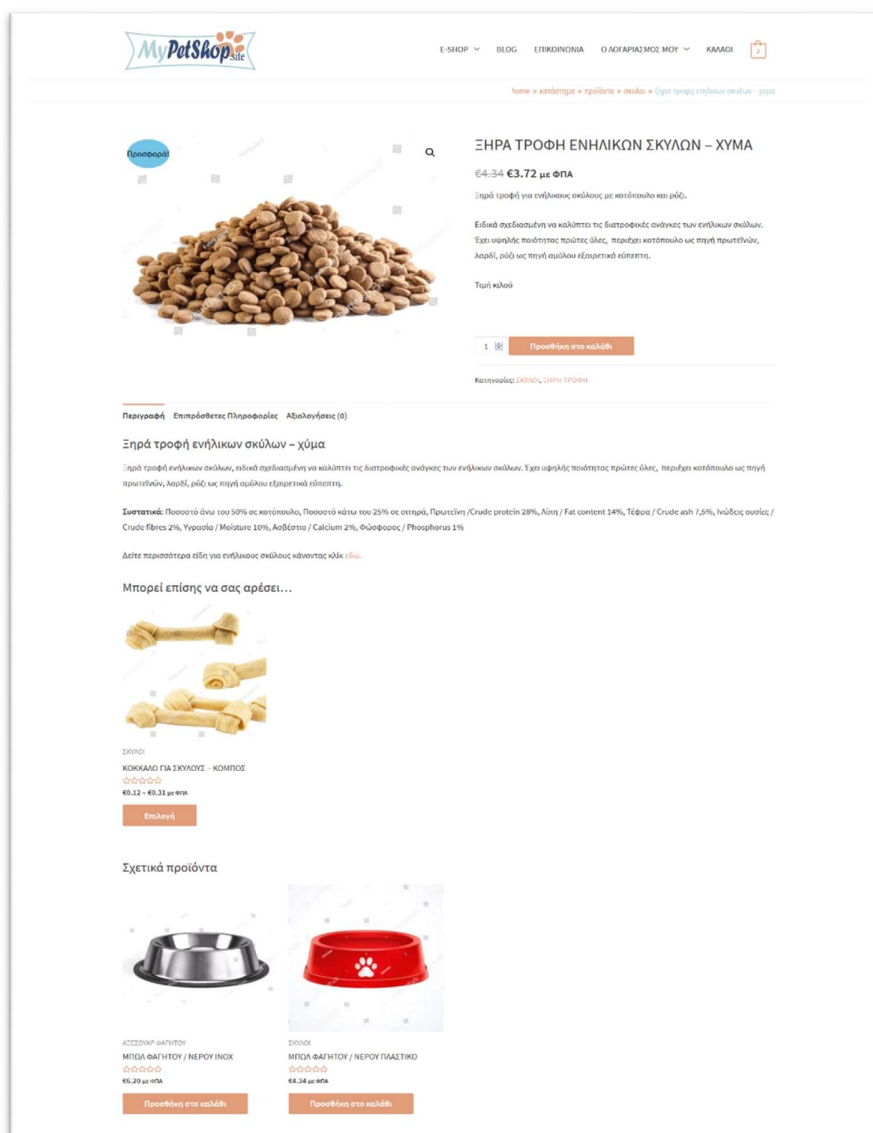 MyPetShop.site
E-SHOP BLOG ΕΠΙΚΟΙΝΩΝΙΑ Ο ΛΟΓΑΡΙΑΣΜΟΣ ΜΟΥ ΚΑΛΑΘΙ 2
home » κατάστημα » προϊόντα » σκυλοι » ξηρα τροφη ενηλικων σκυλων – χυμα
Προσφορά!
ΞΗΡΑ ΤΡΟΦΗ ΕΝΗΛΙΚΩΝ ΣΚΥΛΩΝ – ΧΥΜΑ
€4.34 €3.72 με ΦΠΑ
Ξηρά τροφή για ενήλικους σκύλους με κοτόπουλο και ρύζι.
Ειδικά σχεδιασμένη να καλύπτει τις διατροφικές ανάγκες των ενήλικων σκύλων.
Έχει υψηλής ποιότητας πρώτες ύλες, περιέχει κοτόπουλο ως πηγή πρωτεϊνών,
λαρδί, ρύζι ως πηγή αμύλου εξαιρετικά εύπεπτη.
Τιμή κιλού
1 Προσθήκη στο καλάθι
Κατηγορίες: ΣΚΥΛΟΙ, ΞΗΡΗ ΤΡΟΦΗ
Περιγραφή Επιπρόσθετες Πληροφορίες Αξιολογήσεις (0)
Ξηρά τροφή ενήλικων σκύλων – χύμα
Ξηρά τροφή ενήλικων σκύλων, ειδικά σχεδιασμένη να καλύπτει τις διατροφικές ανάγκες των ενήλικων σκύλων. Έχει υψηλής ποιότητας πρώτες ύλες, περιέχει κοτόπουλο ως πηγή
πρωτεϊνών, λαρδί, ρύζι ως πηγή αμύλου εξαιρετικά εύπεπτη.
Συστατικά: Ποσοστό άνω του 50% σε κοτόπουλο, Ποσοστό κάτω του 25% σε σιτηρά, Πρωτεΐνη /Crude protein 28%, Λίπη / Fat content 14%, Τέφρα / Crude ash 7,5%, Ινώδεις ουσίες /
Crude fibres 2%, Υγρασία / Moisture 10%, Ασβέστιο / Calcium 2%, Φώσφορος / Phosphorus 1%
Δείτε περισσότερα είδη για ενήλικους σκύλους κάνοντας κλίκ εδώ.
Μπορεί επίσης να σας αρέσει…
ΣΚΥΛΟΙ
ΚΟΚΚΑΛΟ ΓΙΑ ΣΚΥΛΟΥΣ – ΚΟΜΠΟΣ
€0.12 – €0.31 με ΦΠΑ
Επιλογή
Σχετικά προϊόντα
ΑΞΕΣΟΥΑΡ ΦΑΓΗΤΟΥ
ΜΠΩΛ ΦΑΓΗΤΟΥ / ΝΕΡΟΥ INOX
€6.20 με ΦΠΑ
Προσθήκη στο καλάθι
ΣΚΥΛΟΙ
ΜΠΩΛ ΦΑΓΗΤΟΥ / ΝΕΡΟΥ ΠΛΑΣΤΙΚΟ
€4.34 με ΦΠΑ
Προσθήκη στο καλάθι